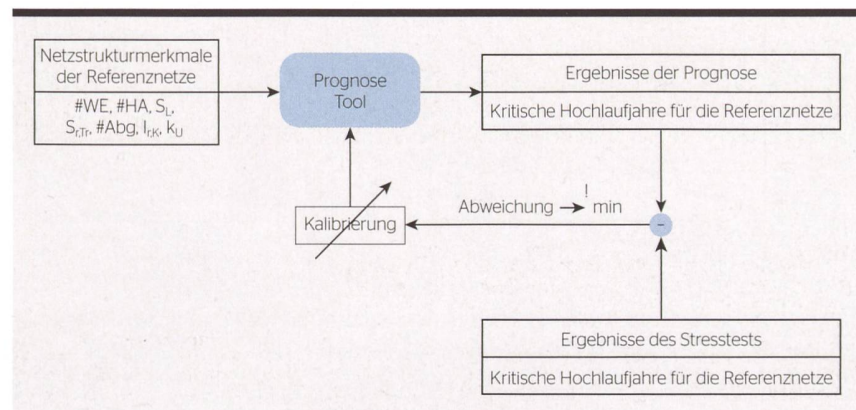 Netzstrukturmerkmale
der Referenznetze
#WE, #HA, S_L,
S_r,Tr, #Abg, I_r,K, k_U
Prognose
Tool
Ergebnisse der Prognose
Kritische Hochlaufjahre für die Referenznetze
!
Abweichung → min
Kalibrierung
-
Ergebnisse des Stresstests
Kritische Hochlaufjahre für die Referenznetze